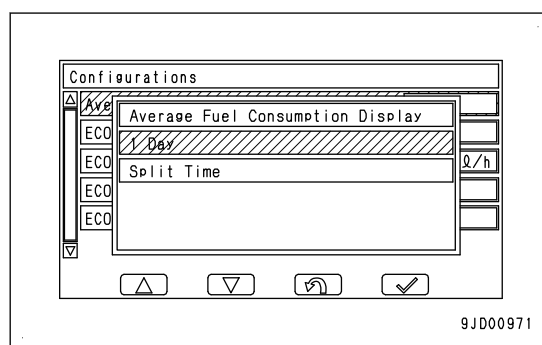 Configurations
Ave
Average Fuel Consumption Display
ECO
1 Day
ECO
Split Time
ℓ/h
ECO
ECO
9JD00971